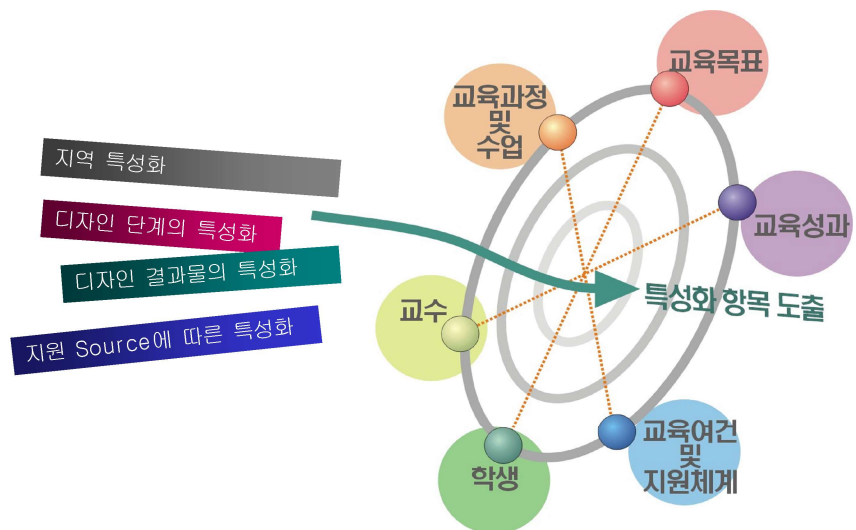 지역 특성화
디자인 단계의 특성화
디자인 결과물의 특성화
지원 Source에 따른 특성화
교육목표
교육과정
및
수업
교육성과
교수
특성화 항목 도출
학생
교육여건
및
지원체계